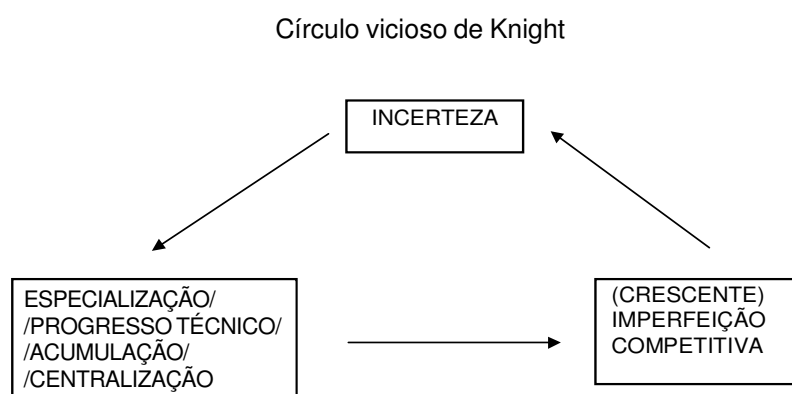 Círculo vicioso de Knight
INCERTEZA
ESPECIALIZAÇÃO/
/PROGRESSO TÉCNICO/
/ACUMULAÇÃO/
/CENTRALIZAÇÃO
(CRESCENTE)
IMPERFEIÇÃO
COMPETITIVA